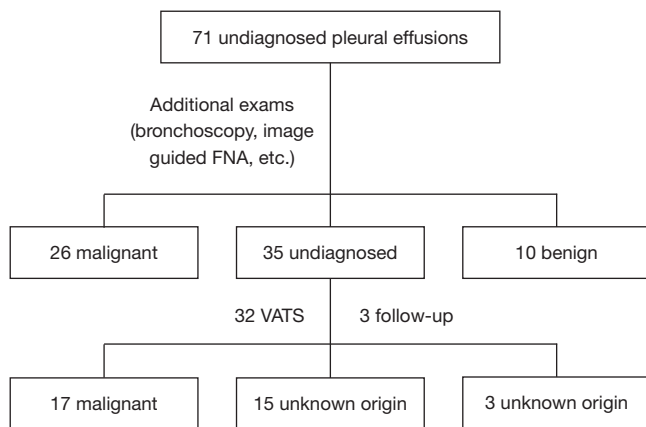 71 undiagnosed pleural effusions
Additional exams
(bronchoscopy, image
guided FNA, etc.)
26 malignant
35 undiagnosed
10 benign
32 VATS
3 follow-up
17 malignant
15 unknown origin
3 unknown origin